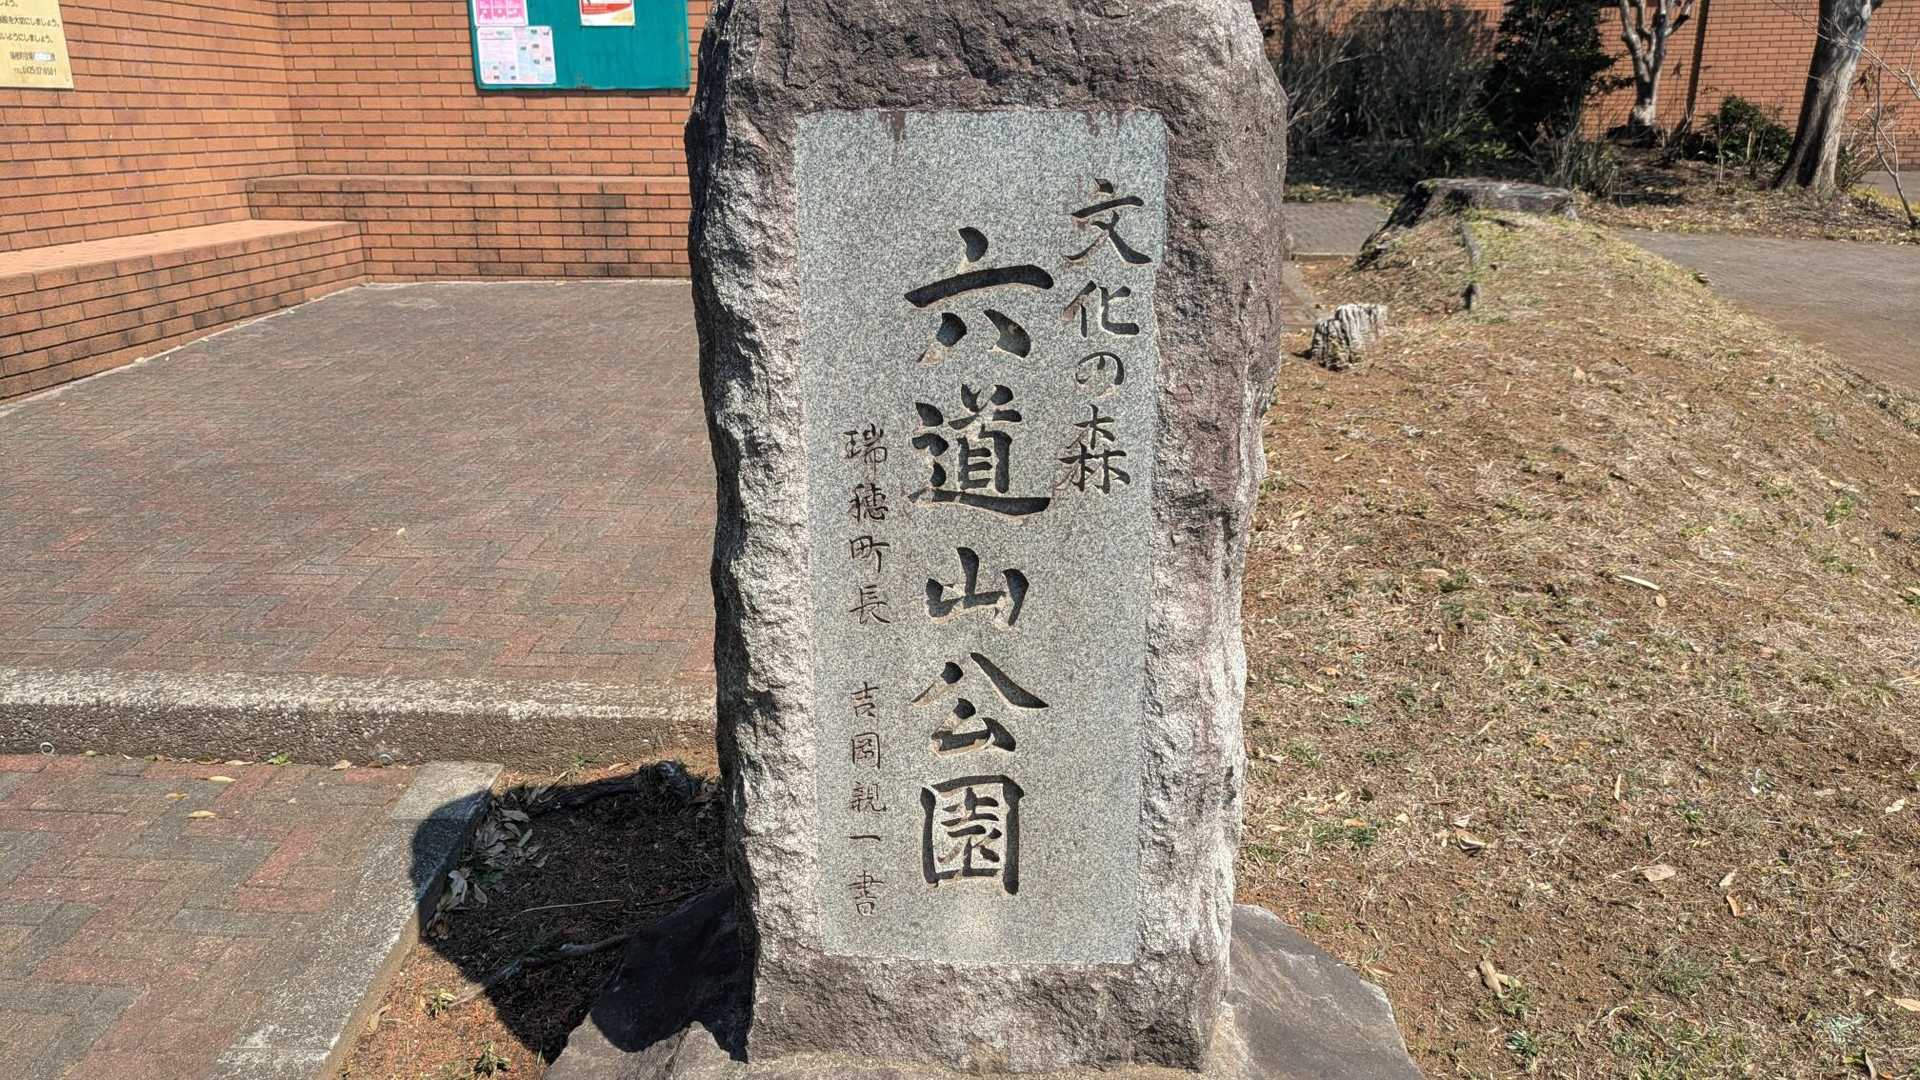 文化の森
六道山公園
瑞穂町長 吉岡親一書